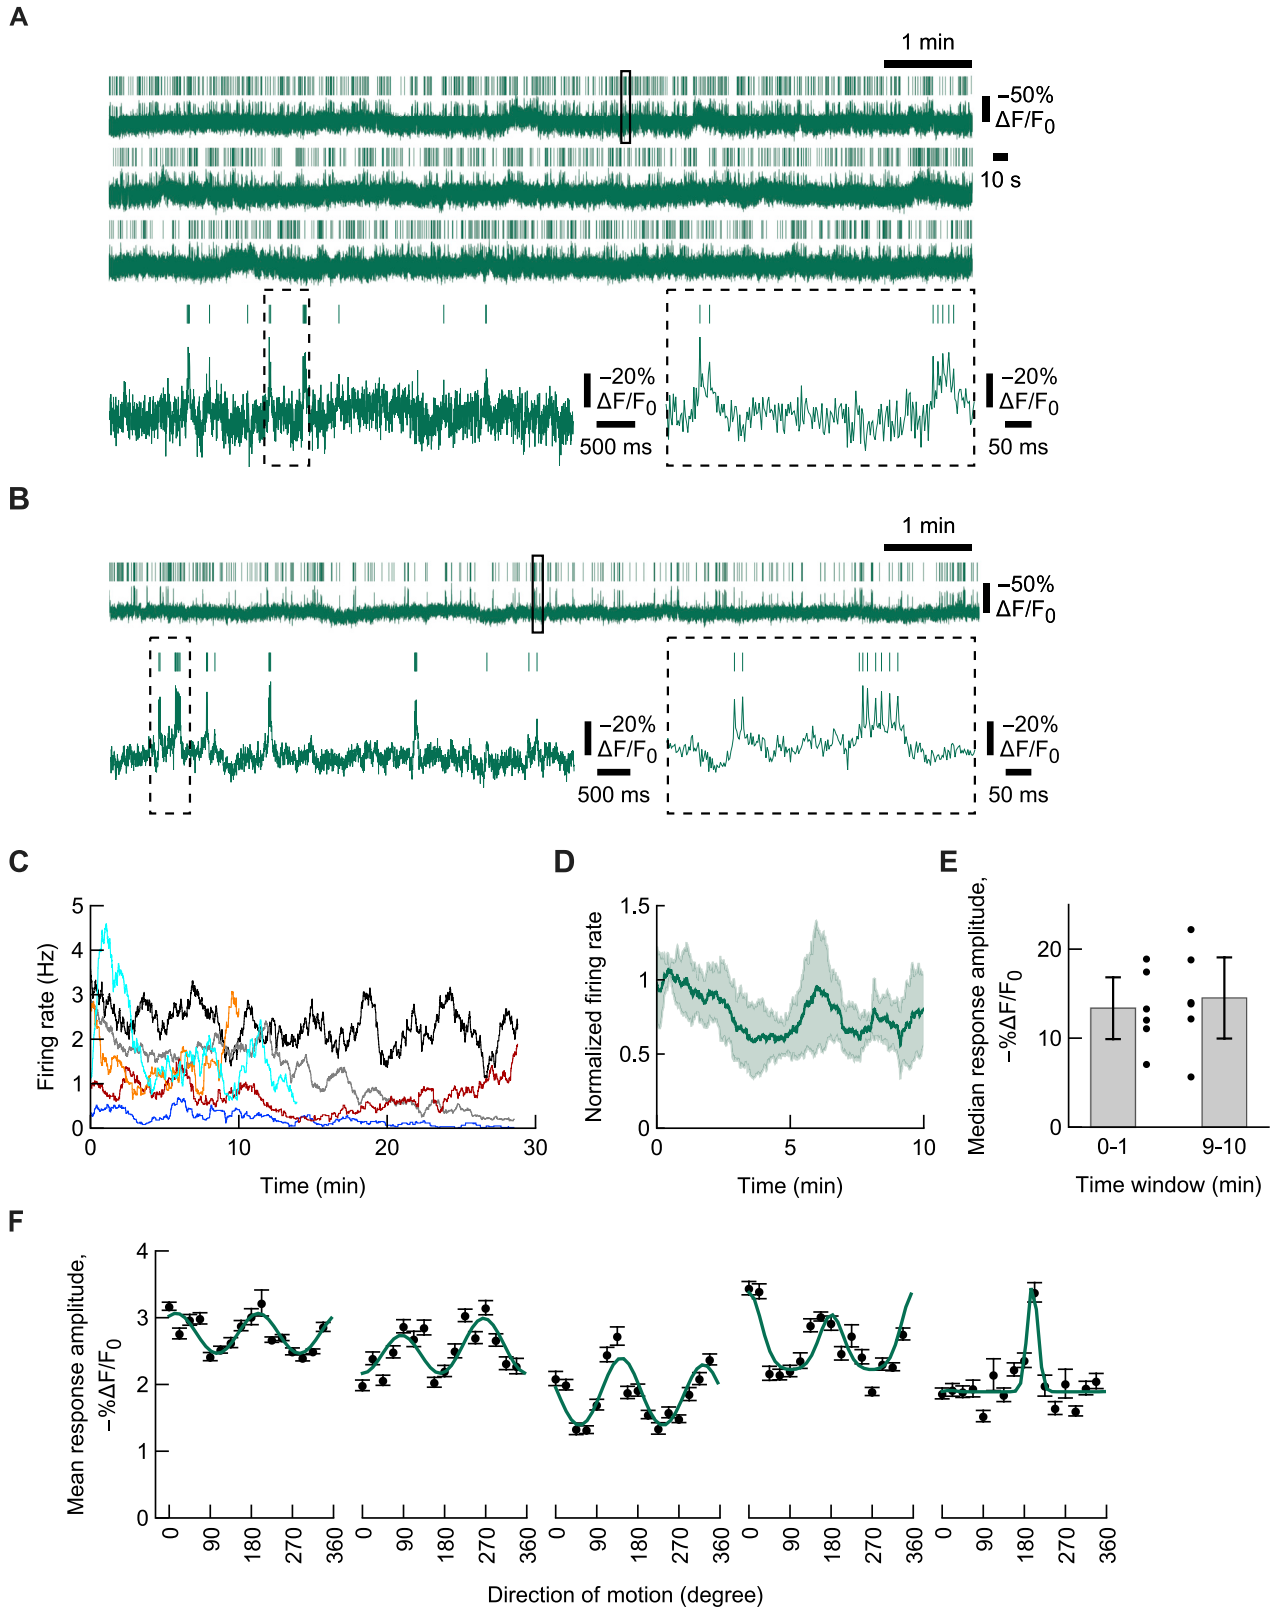 A
1 min
−50%
ΔF/F0
10 s
−20%
ΔF/F0
500 ms
−20%
ΔF/F0
50 ms
B
1 min
−50%
ΔF/F0
−20%
ΔF/F0
500 ms
−20%
ΔF/F0
50 ms
C
Firing rate (Hz)
5
4
3
2
1
0
0
10
20
30
Time (min)
D
Normalized firing rate
1.5
1
0.5
0
0
5
10
Time (min)
E
Median response amplitude,
−%ΔF/F0
20
10
0
0-1
9-10
Time window (min)
F
Mean response amplitude,
−%ΔF/F0
4
3
2
1
0
0
90
180
270
360
0
90
180
270
360
0
90
180
270
360
0
90
180
270
360
0
90
180
270
360
Direction of motion (degree)